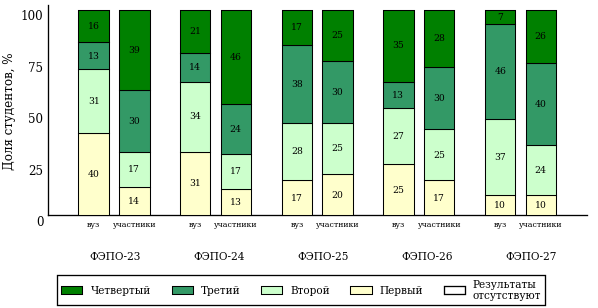 Доля студентов, %
100
75
50
25
0
16 39 21 46 17 25 35 28 7 26
13 30 14 24 38 30 13 30 46 40
31 17 34 17 28 25 27 25 37 24
40 14 31 13 17 20 25 17 10 10
вуз участники вуз участники вуз участники вуз участники вуз участники
ФЭПО-23 ФЭПО-24 ФЭПО-25 ФЭПО-26 ФЭПО-27
Четвертый Третий Второй Первый Результаты
отсутствуют